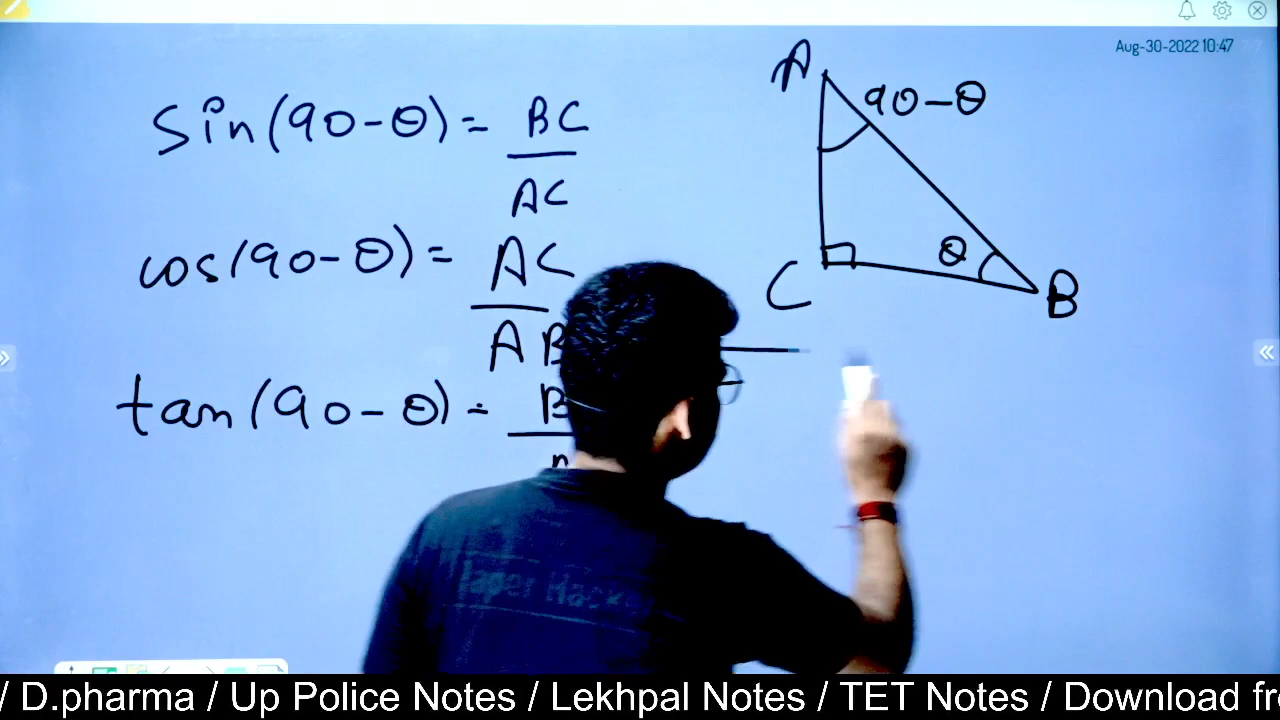 Aug-30-2022 10:47
A
90-θ
Sin(90-θ) = BC
AC
cos(90-θ) = AC
AB
C
θ
B
tan(90-θ) = B
/ D.pharma / Up Police Notes / Lekhpal Notes / TET Notes / Download fr